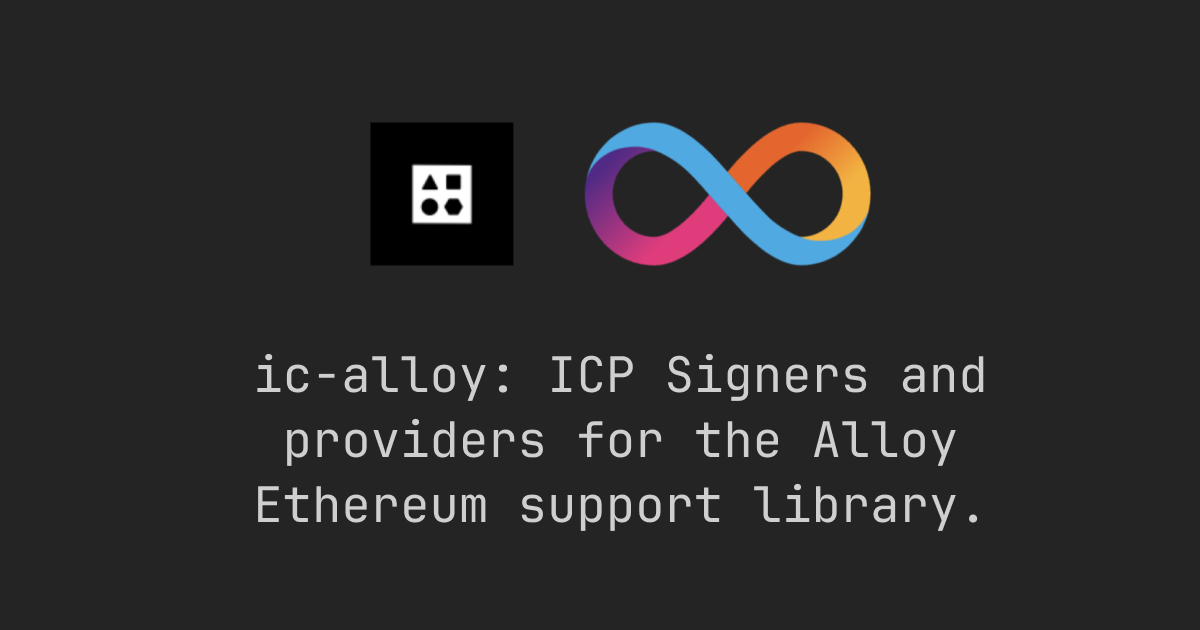 ic-alloy: ICP Signers and
providers for the Alloy
Ethereum support library.